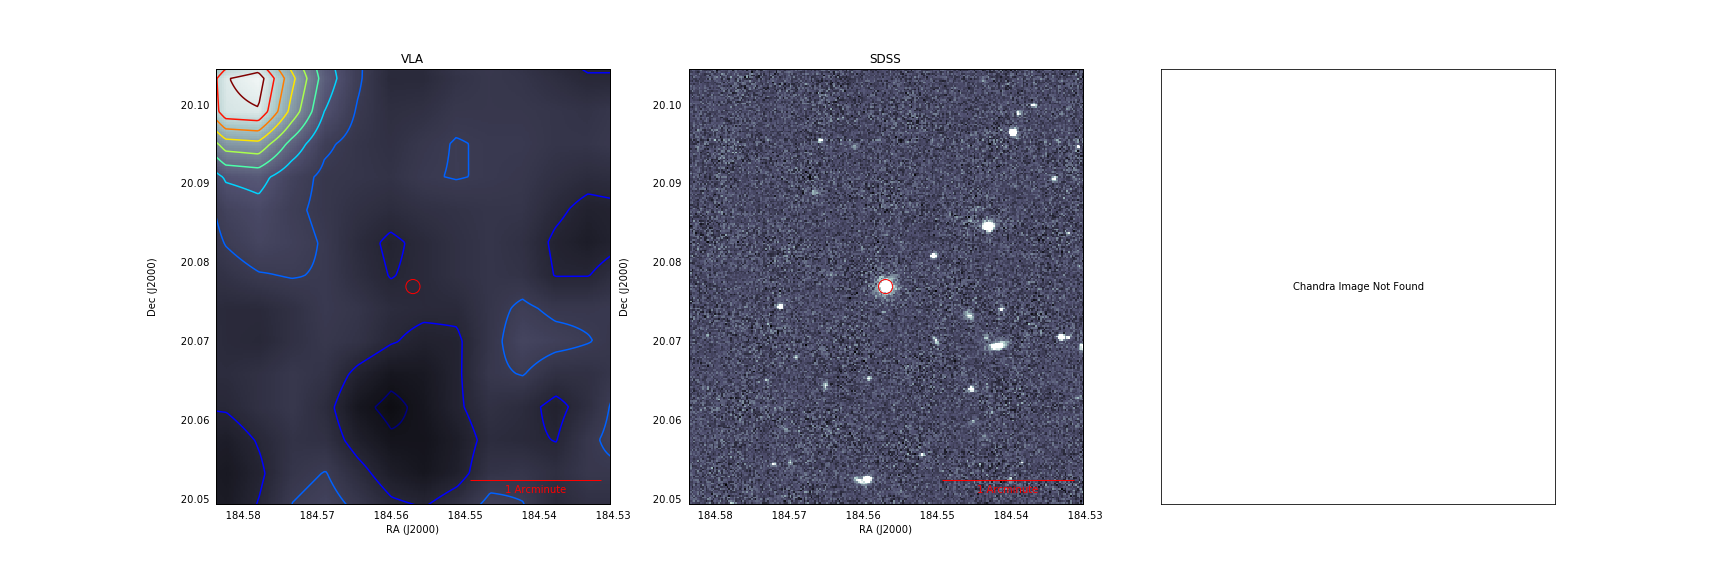 VLA
SDSS
20.10
20.09
20.08
20.07
20.06
20.05
Dec (J2000)
184.58
184.57
184.56
184.55
184.54
184.53
RA (J2000)
1 Arcminute
20.10
20.09
20.08
20.07
20.06
20.05
Dec (J2000)
184.58
184.57
184.56
184.55
184.54
184.53
RA (J2000)
1 Arcminute
Chandra Image Not Found